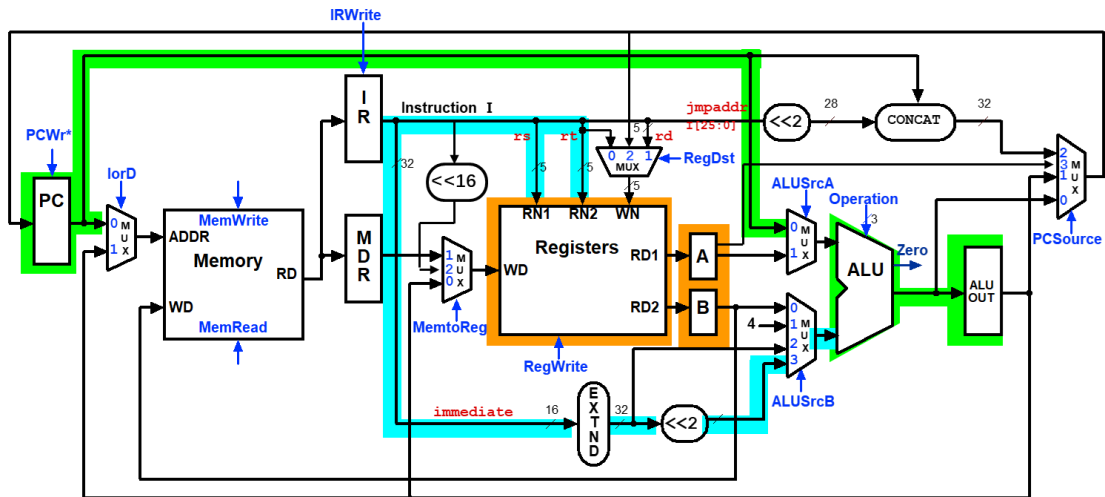 IRWrite
I
R
Instruction I
jmpaddr
I[25:0]
28
<<2
CONCAT
32
PCWr*
PC
IorD
0
1
M
U
X
rs
rt
rd
5
5
5
5
32
<<16
0 2 1
MUX
RegDst
RN1
RN2
WN
Registers
RD1
RD2
WD
RegWrite
MemWrite
ADDR
Memory
RD
WD
MemRead
M
D
R
1
2
0
M
U
X
MemtoReg
A
B
4
ALUSrcA
0
1
M
U
X
Operation
3
ALU
Zero
ALU
OUT
2
3
1
0
M
U
X
PCSource
0
1
2
3
M
U
X
ALUSrcB
immediate
16
E
X
T
N
D
32
<<2